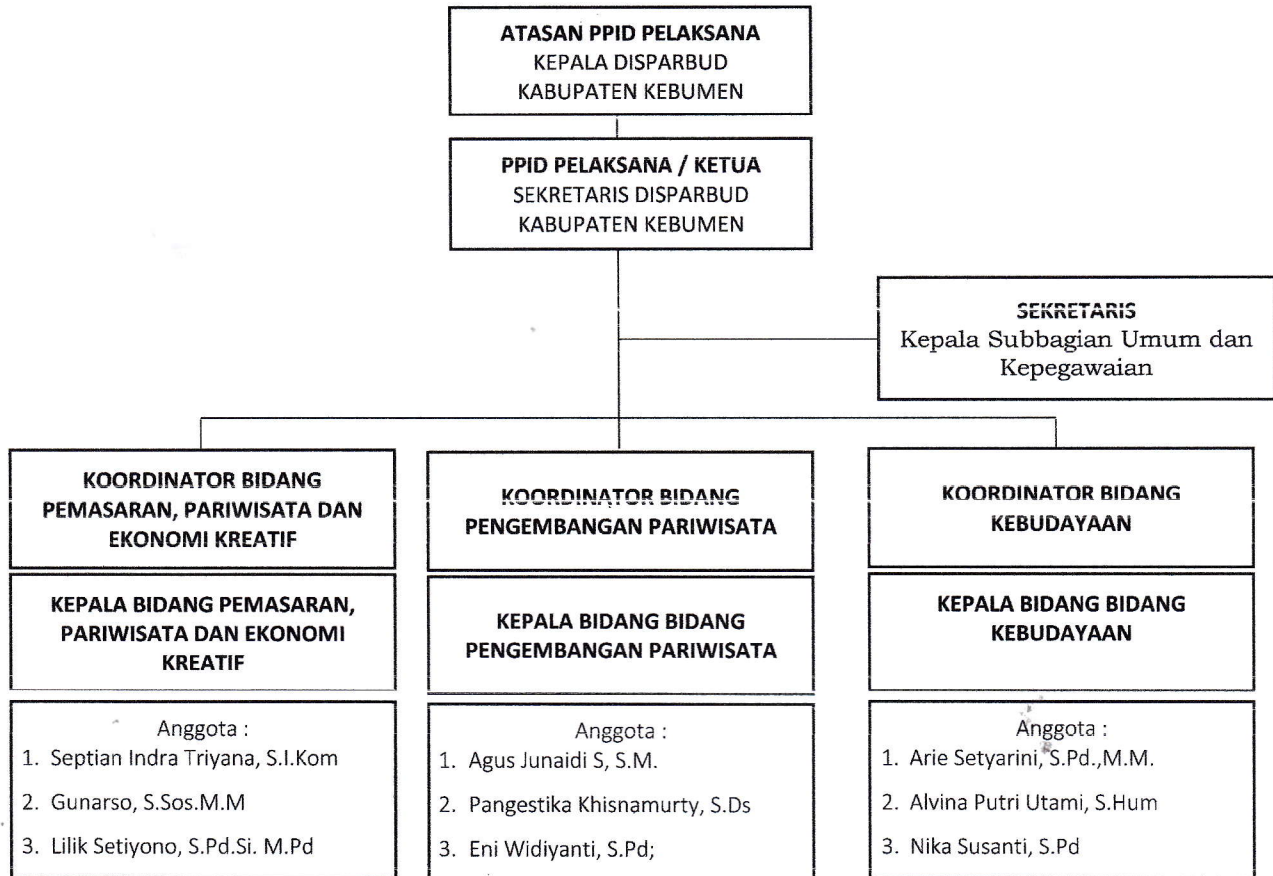 ATASAN PPID PELAKSANA
KEPALA DISPARBUD
KABUPATEN KEBUMEN
PPID PELAKSANA / KETUA
SEKRETARIS DISPARBUD
KABUPATEN KEBUMEN
SEKRETARIS
Kepala Subbagian Umum dan
Kepegawaian
KOORDINATOR BIDANG
PEMASARAN, PARIWISATA DAN
EKONOMI KREATIF
KEPALA BIDANG PEMASARAN,
PARIWISATA DAN EKONOMI
KREATIF
Anggota :
1. Septian Indra Triyana, S.I.Kom
2. Gunarso, S.Sos.M.M
3. Lilik Setiyono, S.Pd.Si. M.Pd
KOORDINATOR BIDANG
PENGEMBANGAN PARIWISATA
KEPALA BIDANG BIDANG
PENGEMBANGAN PARIWISATA
Anggota :
1. Agus Junaidi S, S.M.
2. Pangestika Khisnamurty, S.Ds
3. Eni Widiyanti, S.Pd;
KOORDINATOR BIDANG
KEBUDAYAAN
KEPALA BIDANG BIDANG
KEBUDAYAAN
Anggota :
1. Arie Setyarini, S.Pd.,M.M.
2. Alvina Putri Utami, S.Hum
3. Nika Susanti, S.Pd